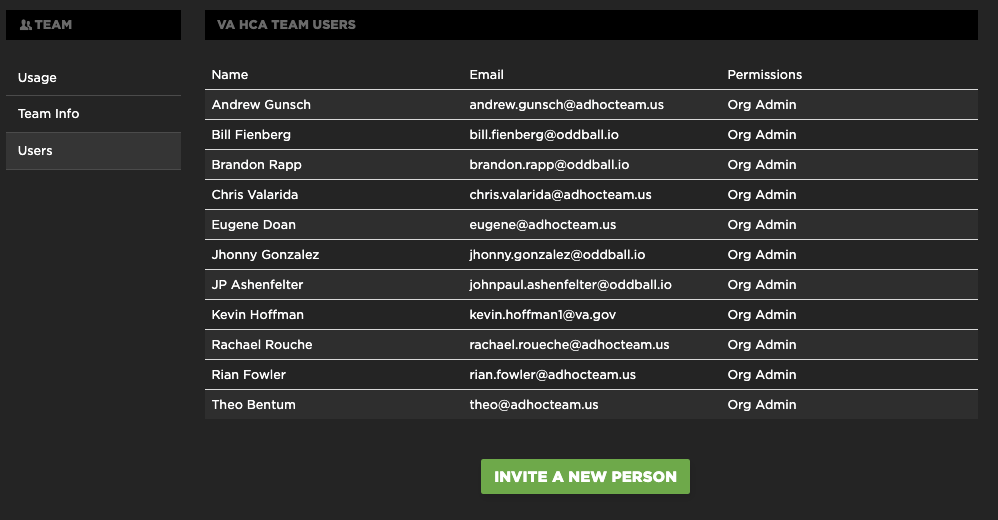 TEAM
Usage
Team Info
Users
VA HCA TEAM USERS
Name Email Permissions
Andrew Gunsch andrew.gunsch@adhocteam.us Org Admin
Bill Fienberg bill.fienberg@oddball.io Org Admin
Brandon Rapp brandon.rapp@oddball.io Org Admin
Chris Valarida chris.valarida@adhocteam.us Org Admin
Eugene Doan eugene@adhocteam.us Org Admin
Jhonny Gonzalez jhonny.gonzalez@oddball.io Org Admin
JP Ashenfelter johnpaul.ashenfelter@oddball.io Org Admin
Kevin Hoffman kevin.hoffman1@va.gov Org Admin
Rachael Rouche rachael.roueche@adhocteam.us Org Admin
Rian Fowler rian.fowler@adhocteam.us Org Admin
Theo Bentum theo@adhocteam.us Org Admin
INVITE A NEW PERSON